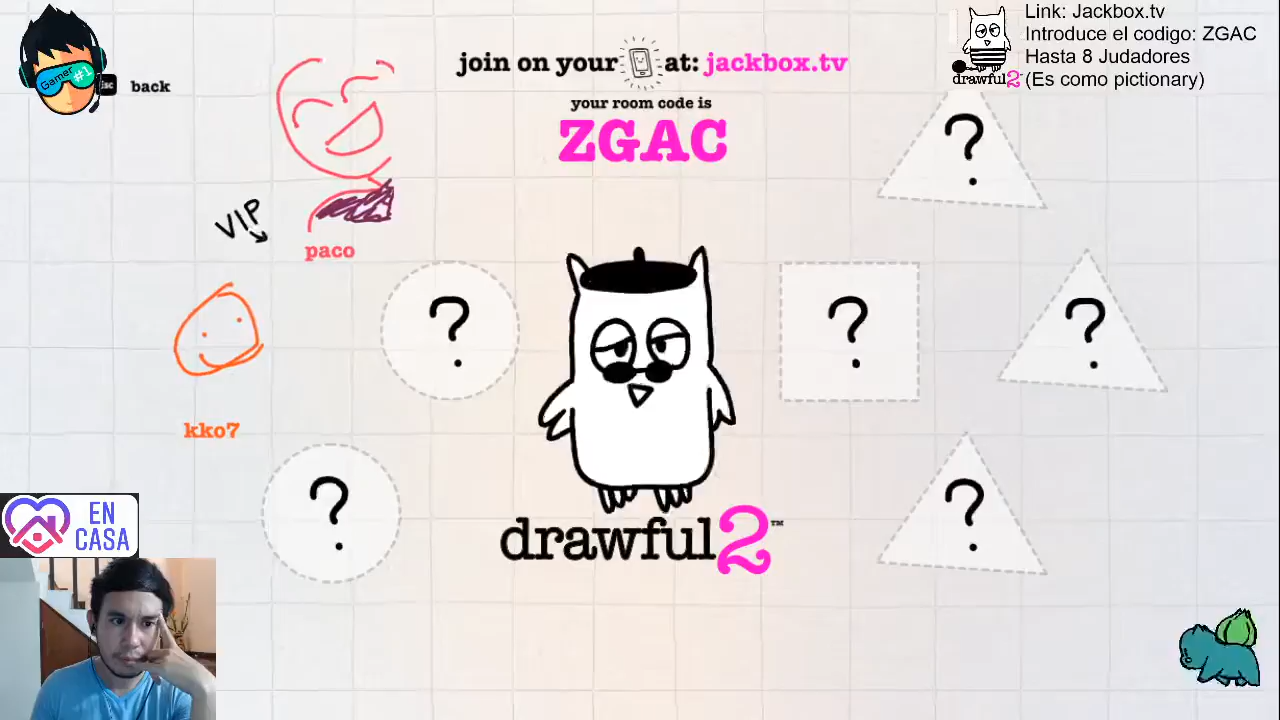 Link: Jackbox.tv
Introduce el codigo: ZGAC
Hasta 8 Judadores
(Es como pictionary)
drawful2
Gamer #1
back
join on your at: jackbox.tv
your room code is
ZGAC
?
VIP
paco
?
?
?
kko7
?
?
drawful2™
EN
CASA